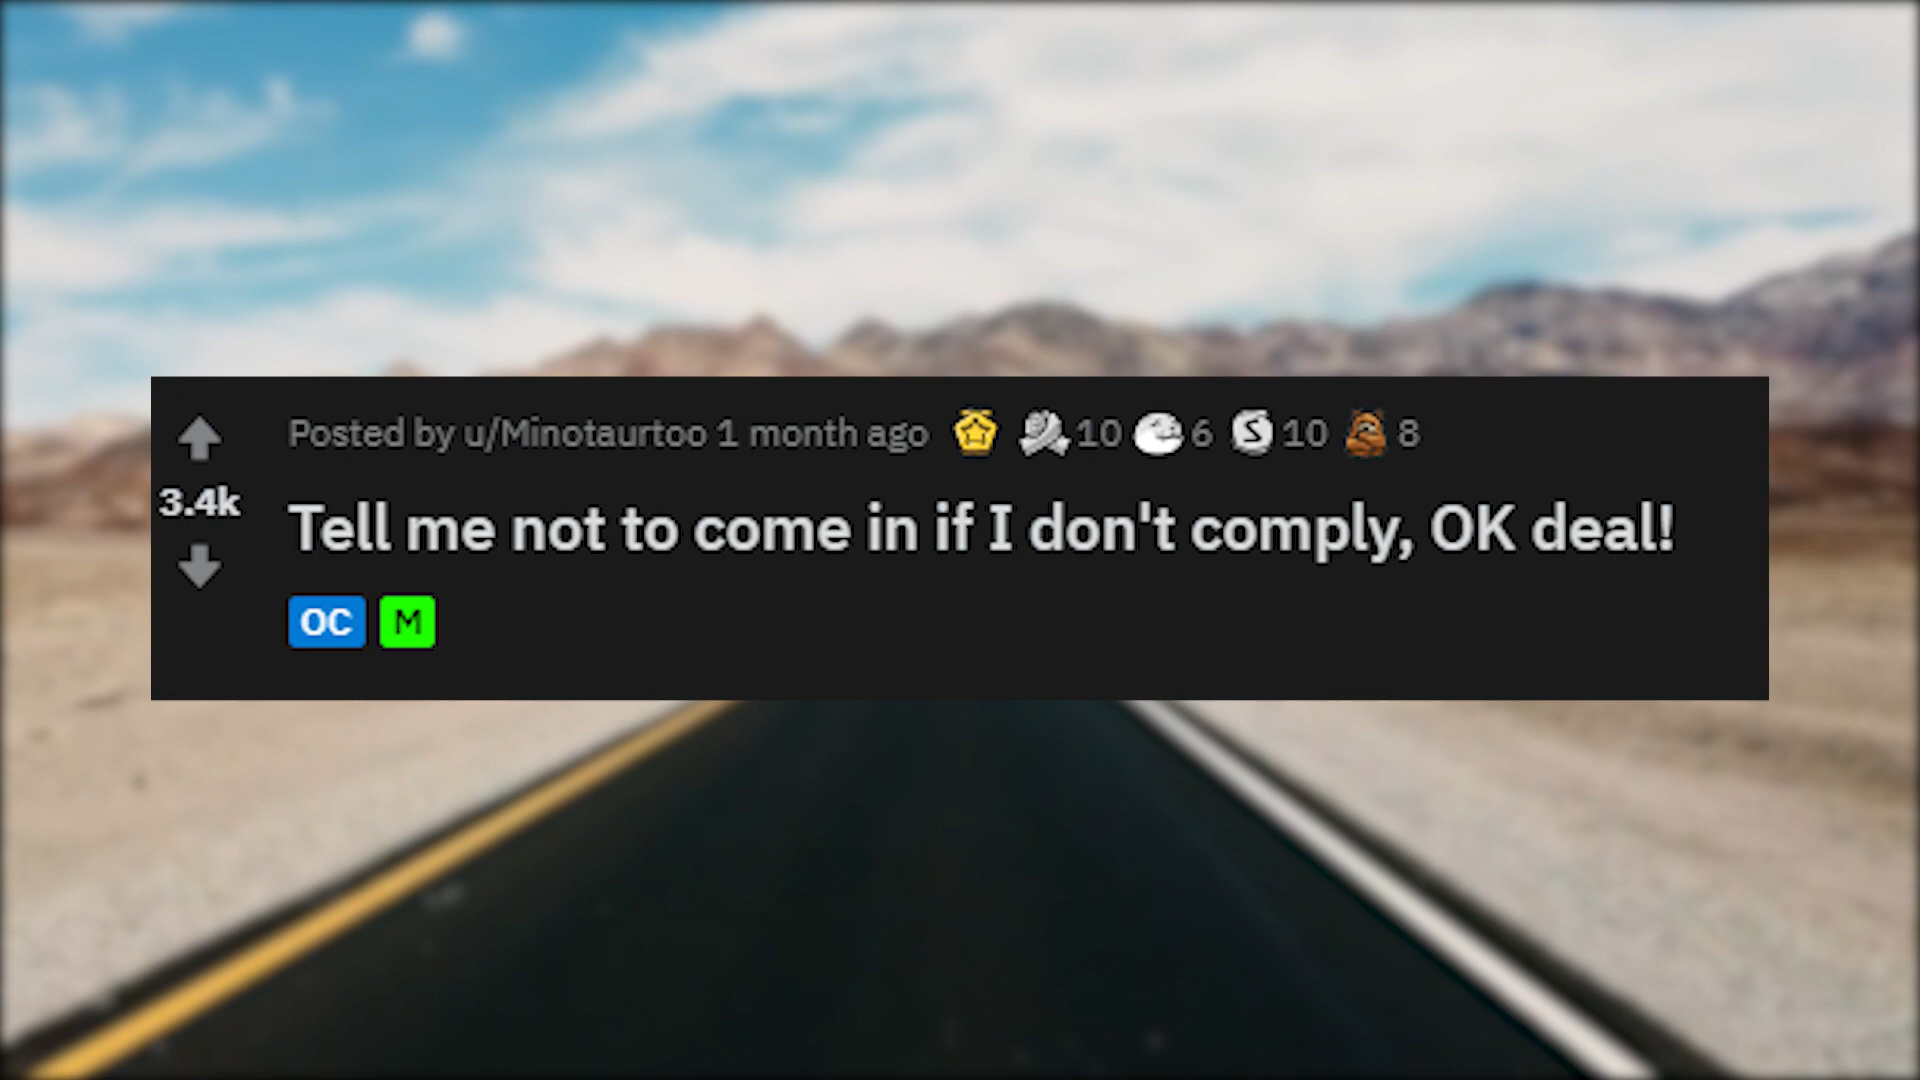 Posted by u/Minotaurtoo 1 month ago 10 6 S 10 8
3.4k
Tell me not to come in if I don't comply, OK deal!
OC M